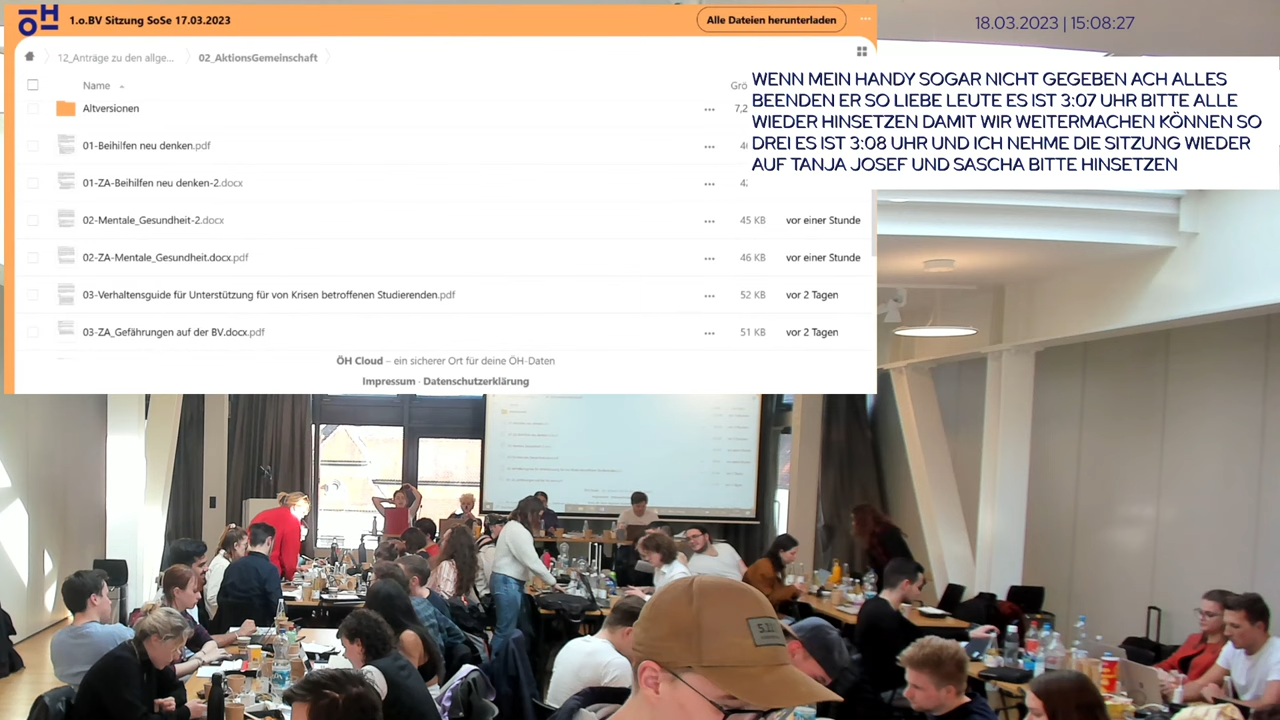 ÖH
1.o.BV Sitzung SoSe 17.03.2023
Alle Dateien herunterladen
18.03.2023 | 15:08:27
12_Anträge zu den allge...
02_AktionsGemeinschaft
Name
Grö
Altversionen
7,2
01-Beihilfen neu denken.pdf
01-ZA-Beihilfen neu denken-2.docx
02-Mentale_Gesundheit-2.docx
45 KB vor einer Stunde
02-ZA-Mentale_Gesundheit.docx.pdf
46 KB vor einer Stunde
03-Verhaltensguide für Unterstützung für von Krisen betroffenen Studierenden.pdf
52 KB vor 2 Tagen
03-ZA_Gefährungen auf der BV.docx.pdf
51 KB vor 2 Tagen
ÖH Cloud – ein sicherer Ort für deine ÖH-Daten
Impressum · Datenschutzerklärung
WENN MEIN HANDY SOGAR NICHT GEGEBEN ACH ALLES
BEENDEN ER SO LIEBE LEUTE ES IST 3:07 UHR BITTE ALLE
WIEDER HINSETZEN DAMIT WIR WEITERMACHEN KÖNNEN SO
DREI ES IST 3:08 UHR UND ICH NEHME DIE SITZUNG WIEDER
AUF TANJA JOSEF UND SASCHA BITTE HINSETZEN
5.11